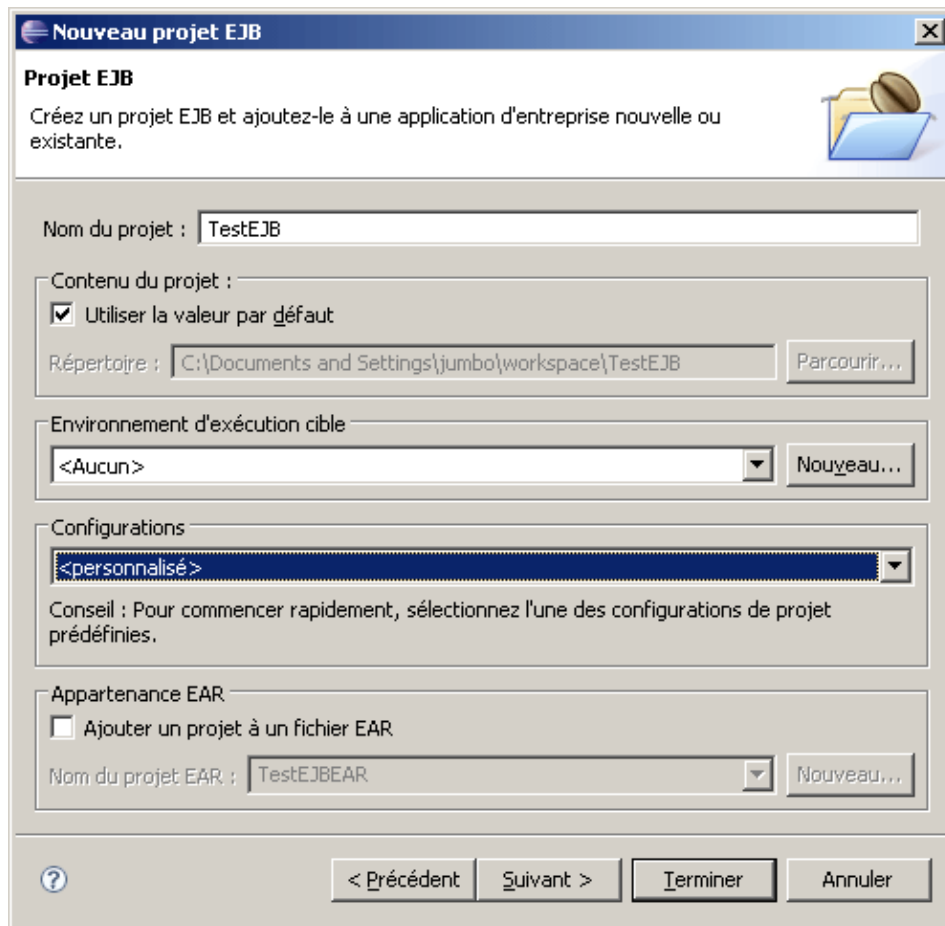 Nouveau projet EJB
Projet EJB
Créez un projet EJB et ajoutez-le à une application d'entreprise nouvelle ou
existante.
Nom du projet : TestEJB
Contenu du projet :
Utiliser la valeur par défaut
Répertoire : C:\Documents and Settings\jumbo\workspace\TestEJB Parcourir...
Environnement d'exécution cible
<Aucun> Nouveau...
Configurations
<personnalisé>
Conseil : Pour commencer rapidement, sélectionnez l'une des configurations de projet
prédéfinies.
Appartenance EAR
Ajouter un projet à un fichier EAR
Nom du projet EAR : TestEJBEAR Nouveau...
? < Précédent Suivant > Terminer Annuler